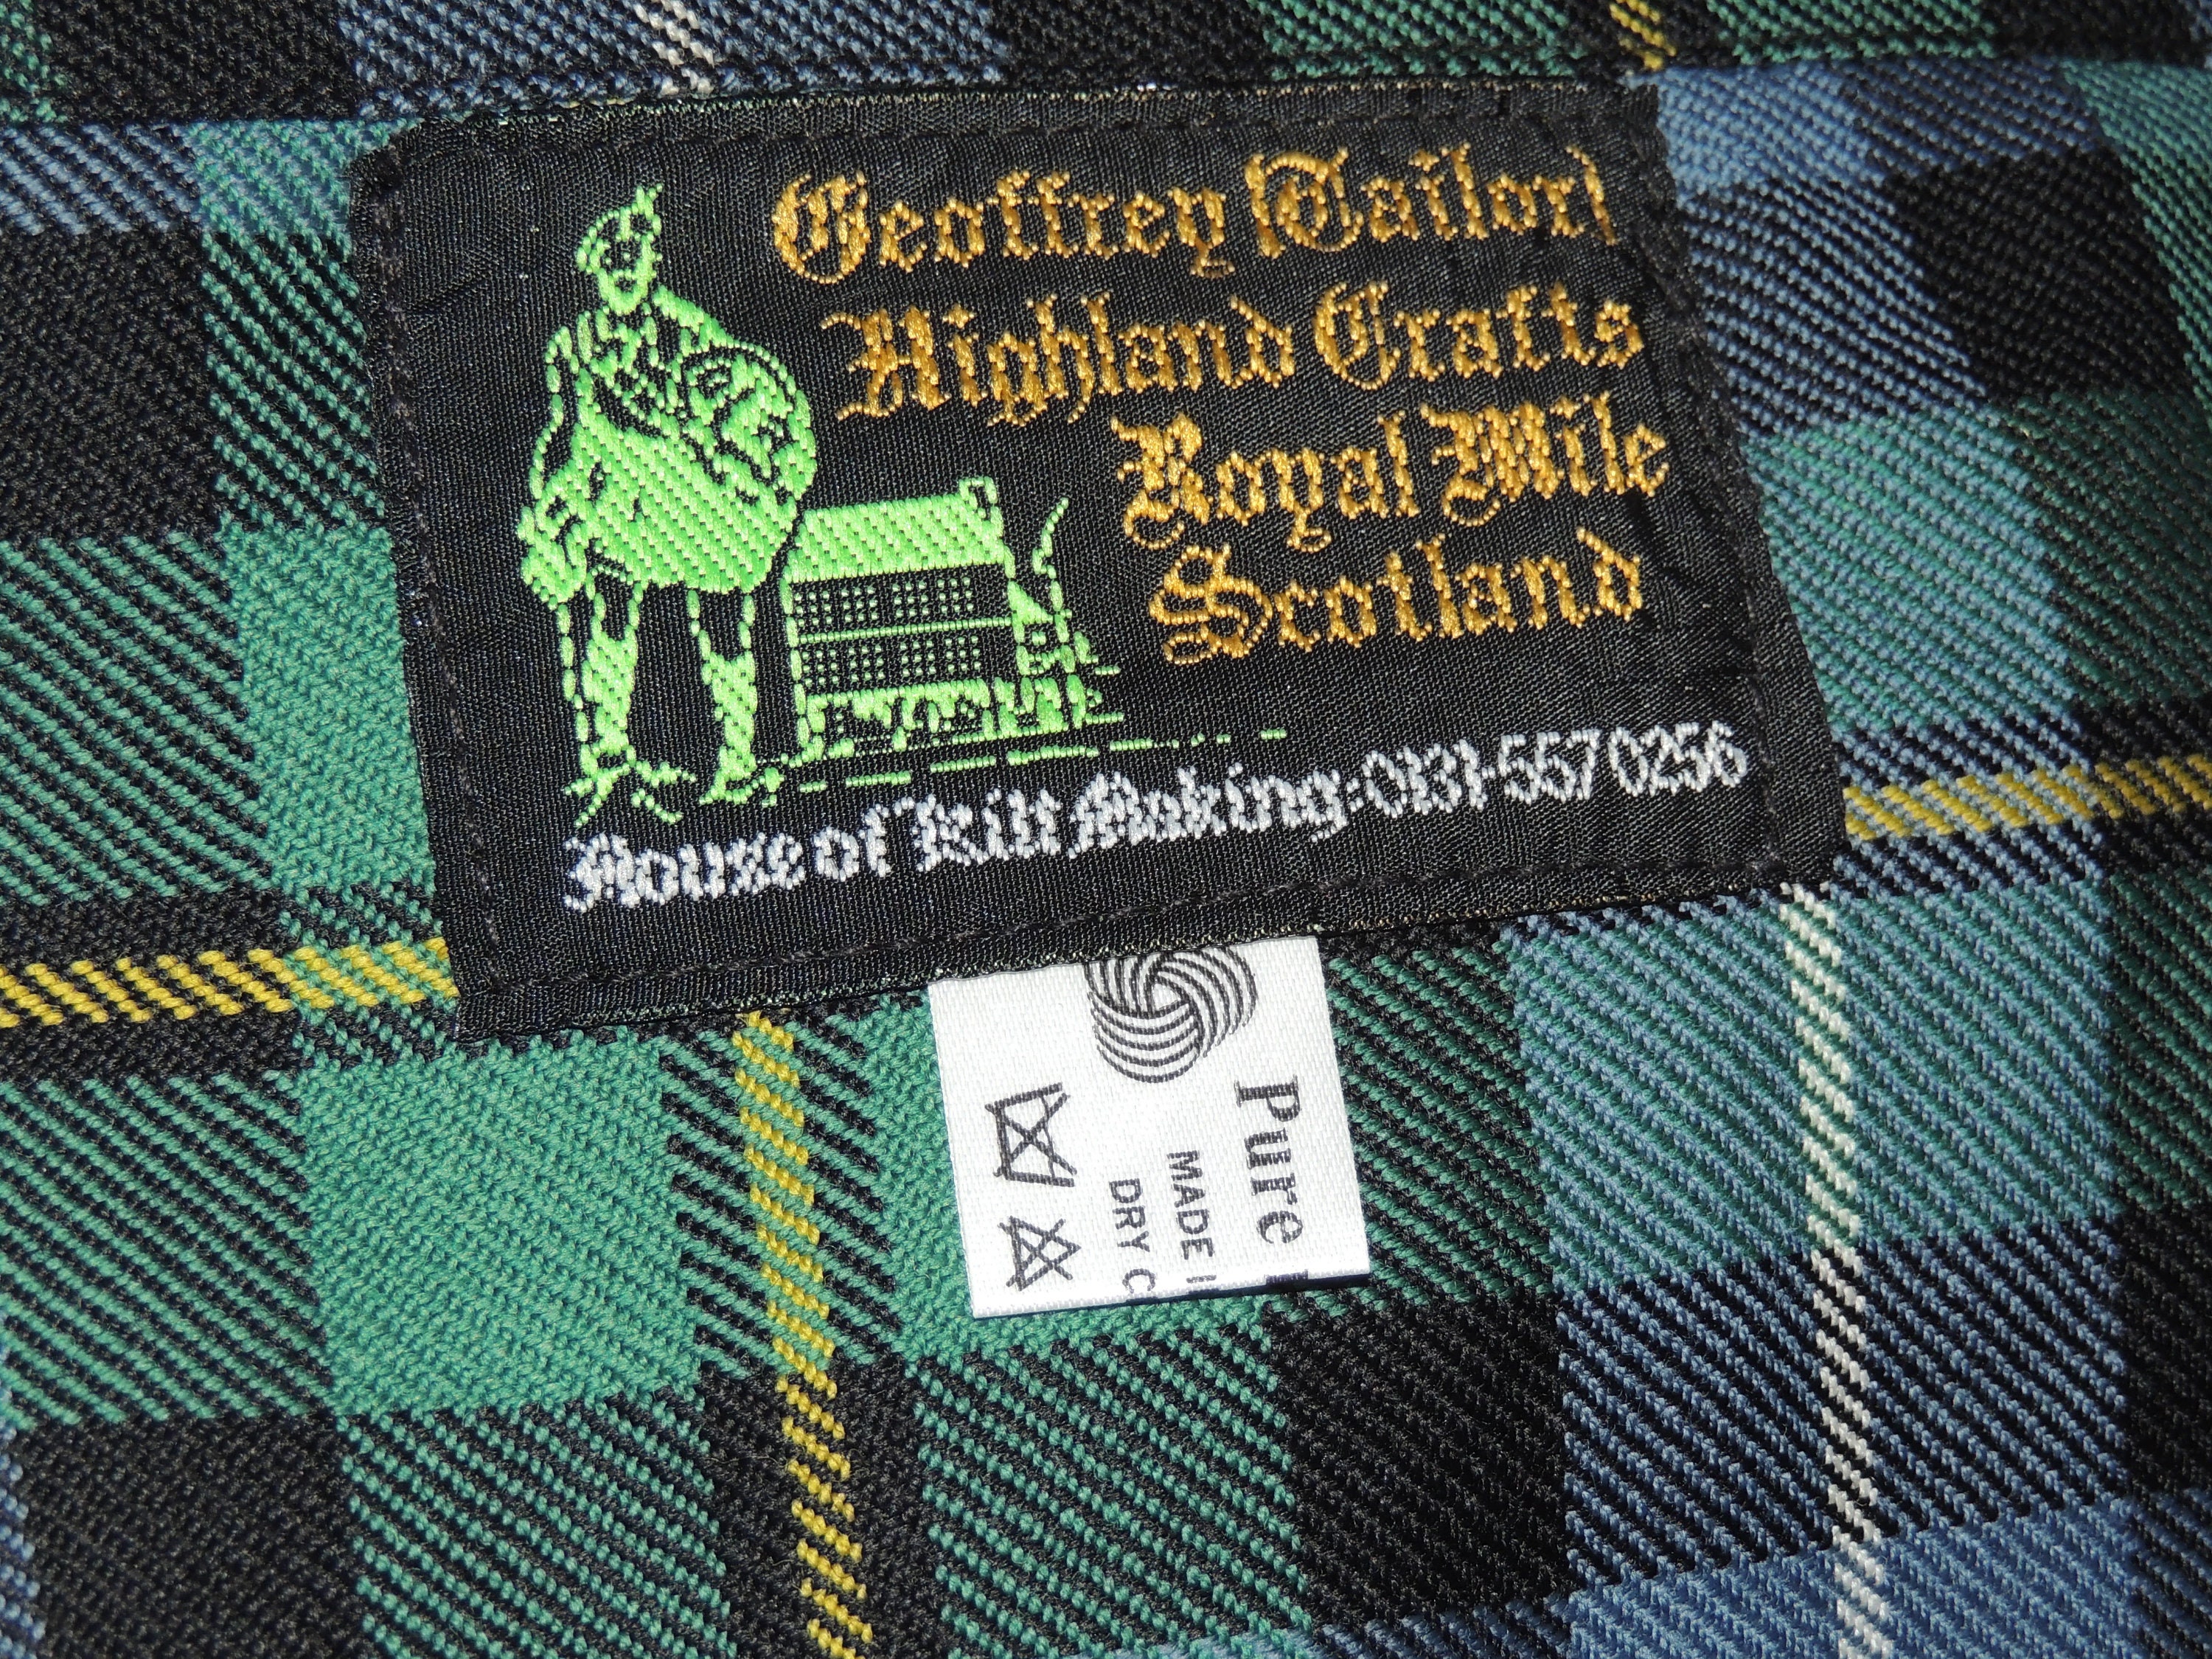 Geoffrey (Tailor)
Highland Crafts
Royal Mile
Scotland
House of Kilt Making:0131-557 0256
Pure
MADE I
DRY C